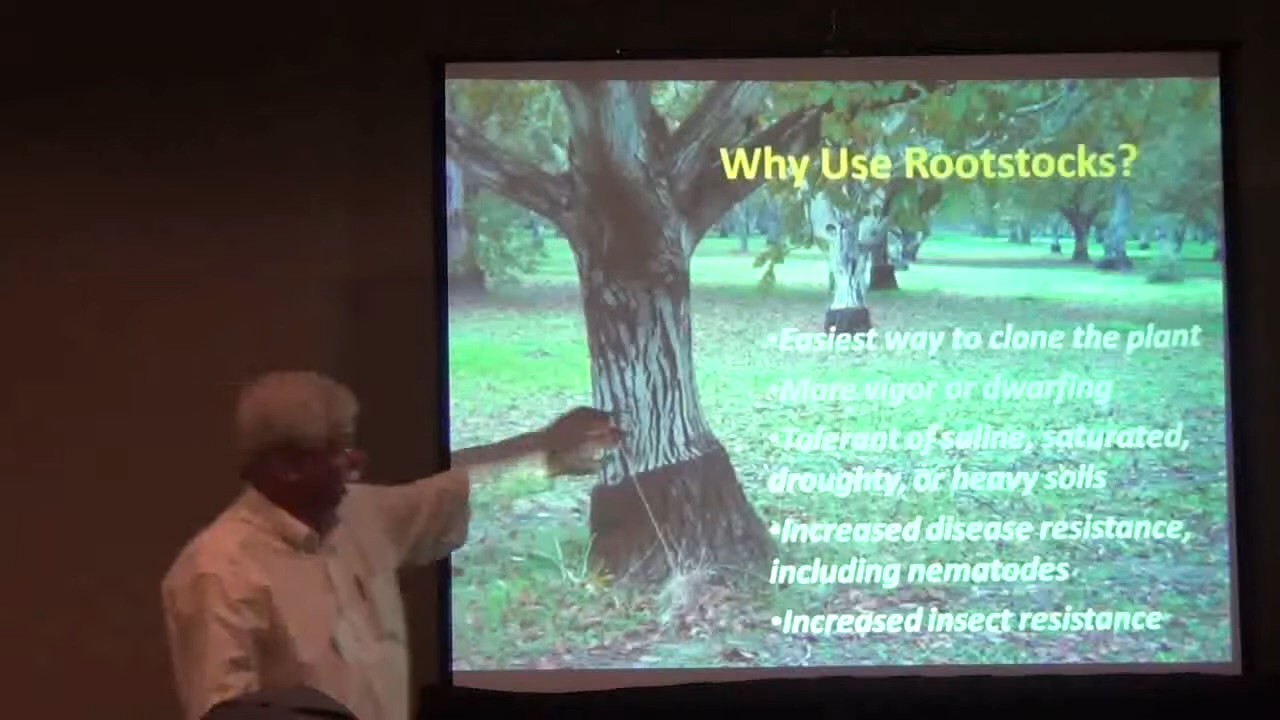 Why Use Rootstocks?
•Easiest way to clone the plant
•More vigor or dwarfing
•Tolerant of saline, saturated,
droughty, or heavy soils
•Increased disease resistance,
including nematodes
•Increased insect resistance